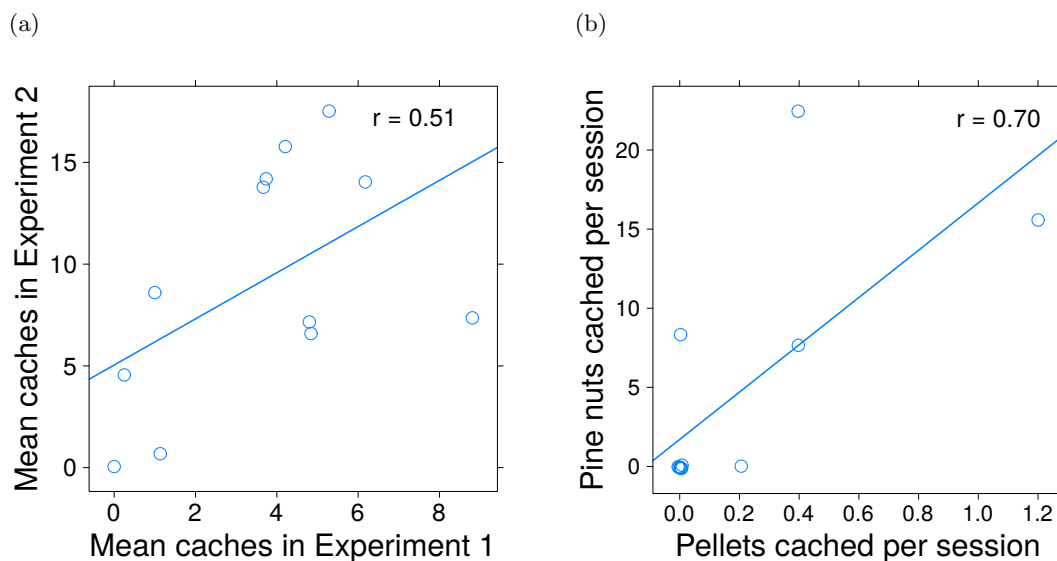 (a)
r = 0.51
Mean caches in Experiment 2
15
10
5
0
0 2 4 6 8
Mean caches in Experiment 1
(b)
r = 0.70
Pine nuts cached per session
20
15
10
5
0
0.0 0.2 0.4 0.6 0.8 1.0 1.2
Pellets cached per session